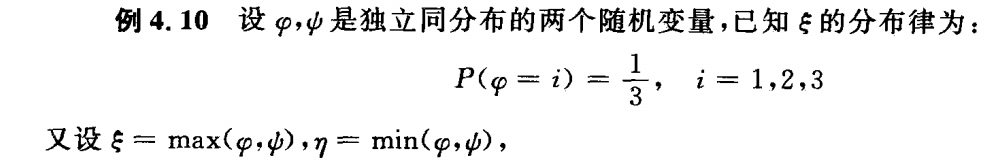 例 4.10 设 φ,ψ 是独立同分布的两个随机变量,已知 ξ 的分布律为:
P(φ = i) = 1/3, i = 1,2,3
又设 ξ = max(φ,ψ),η = min(φ,ψ),